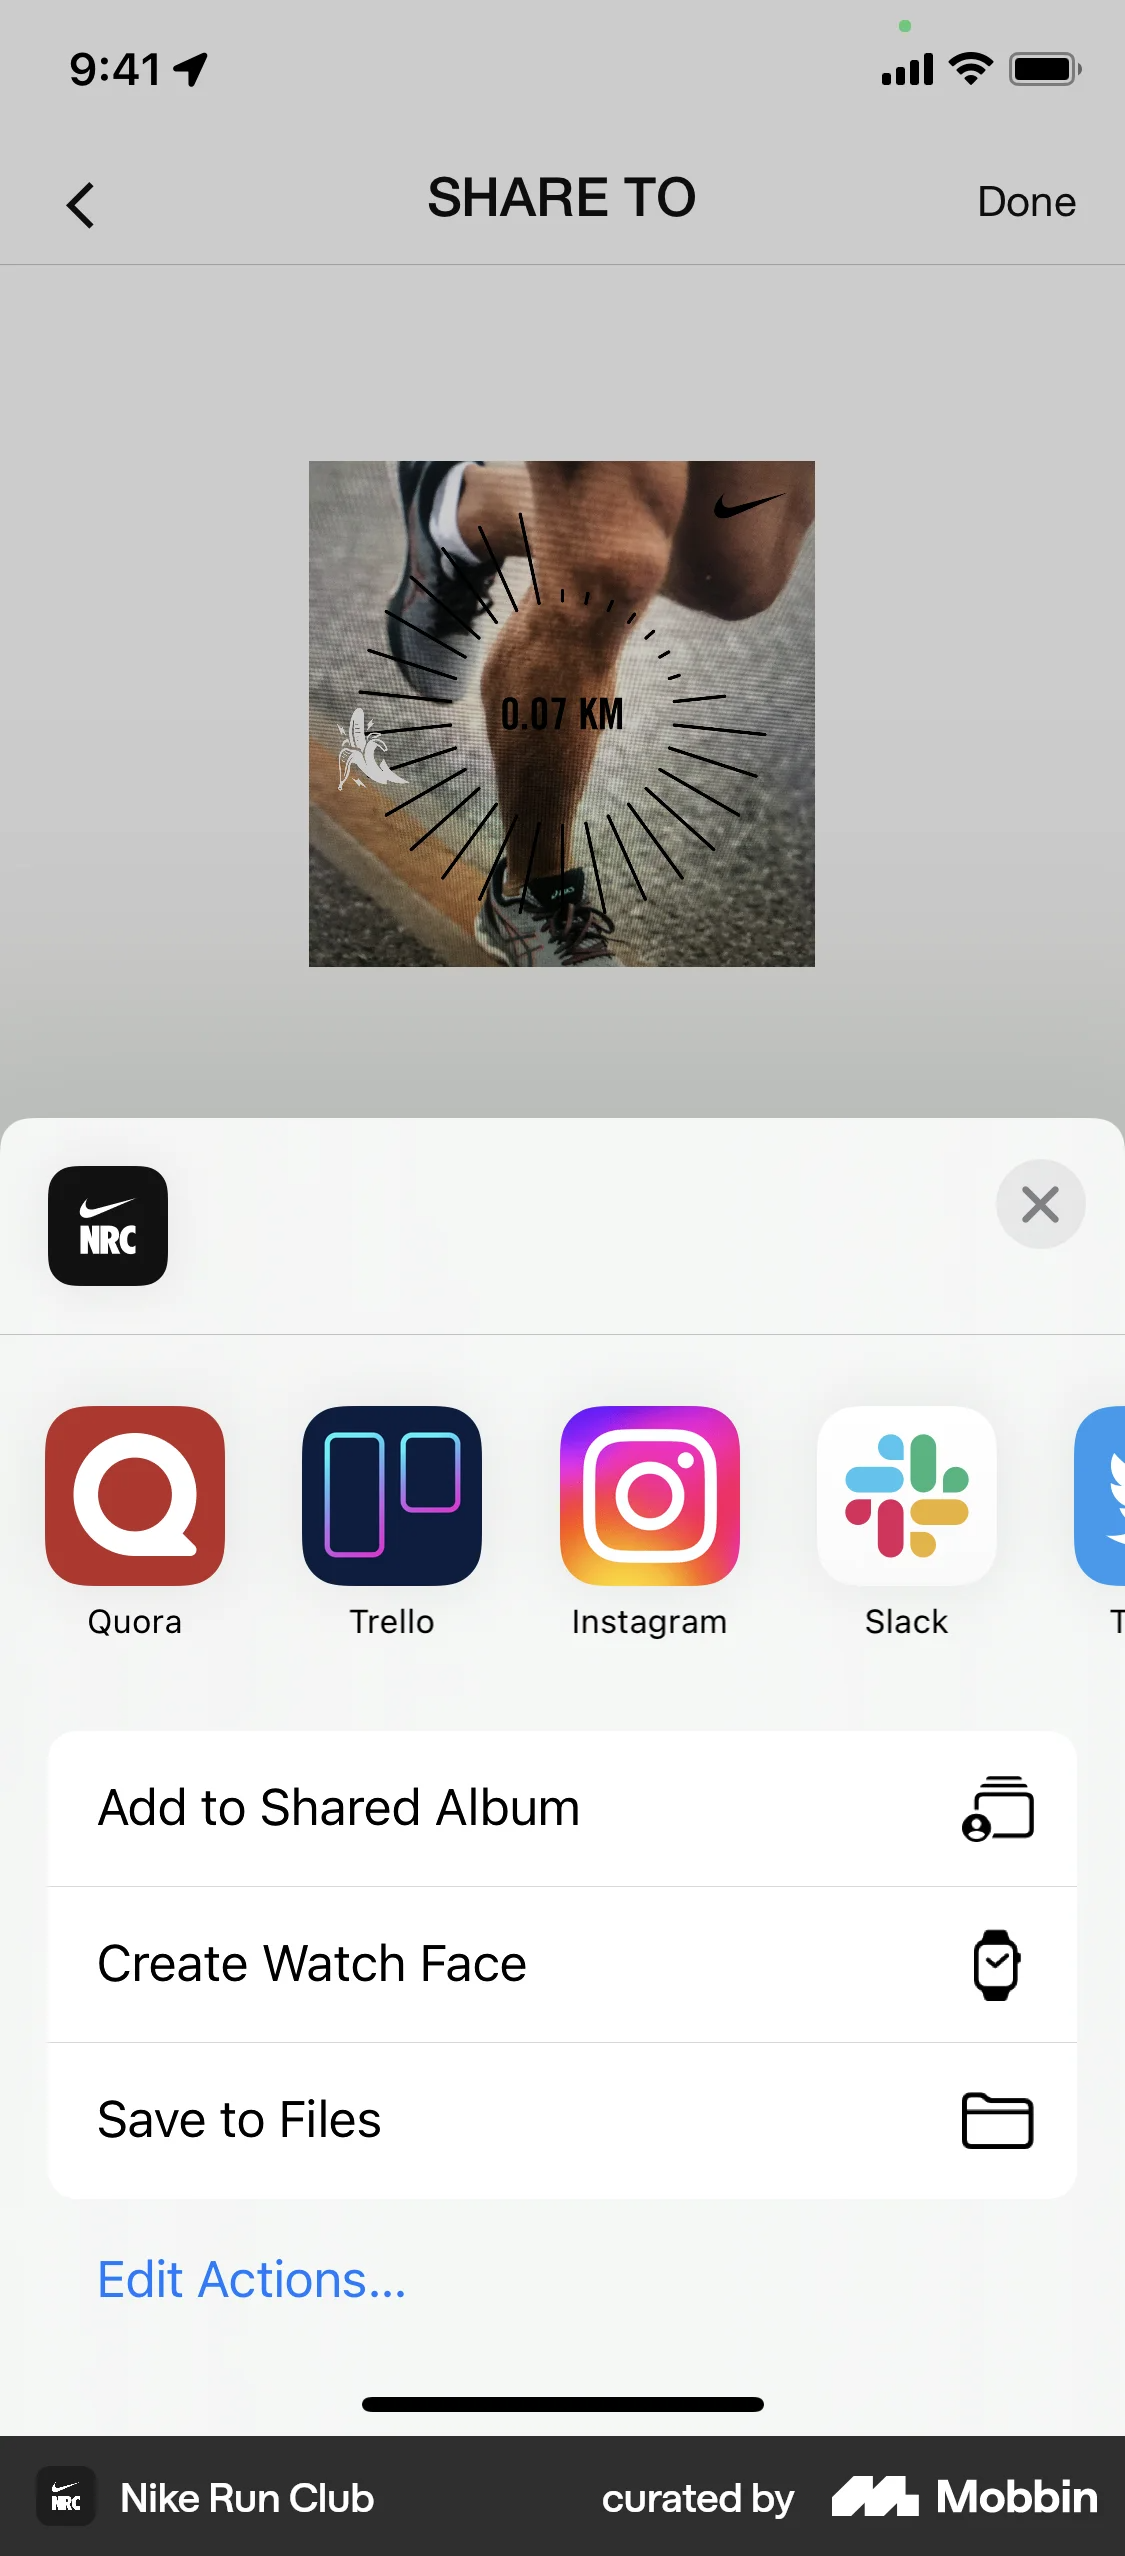 9:41
SHARE TO
Done
0.07 KM
NRC
Quora
Trello
Instagram
Slack
T
Add to Shared Album
Create Watch Face
Save to Files
Edit Actions...
NRC
Nike Run Club
curated by
Mobbin